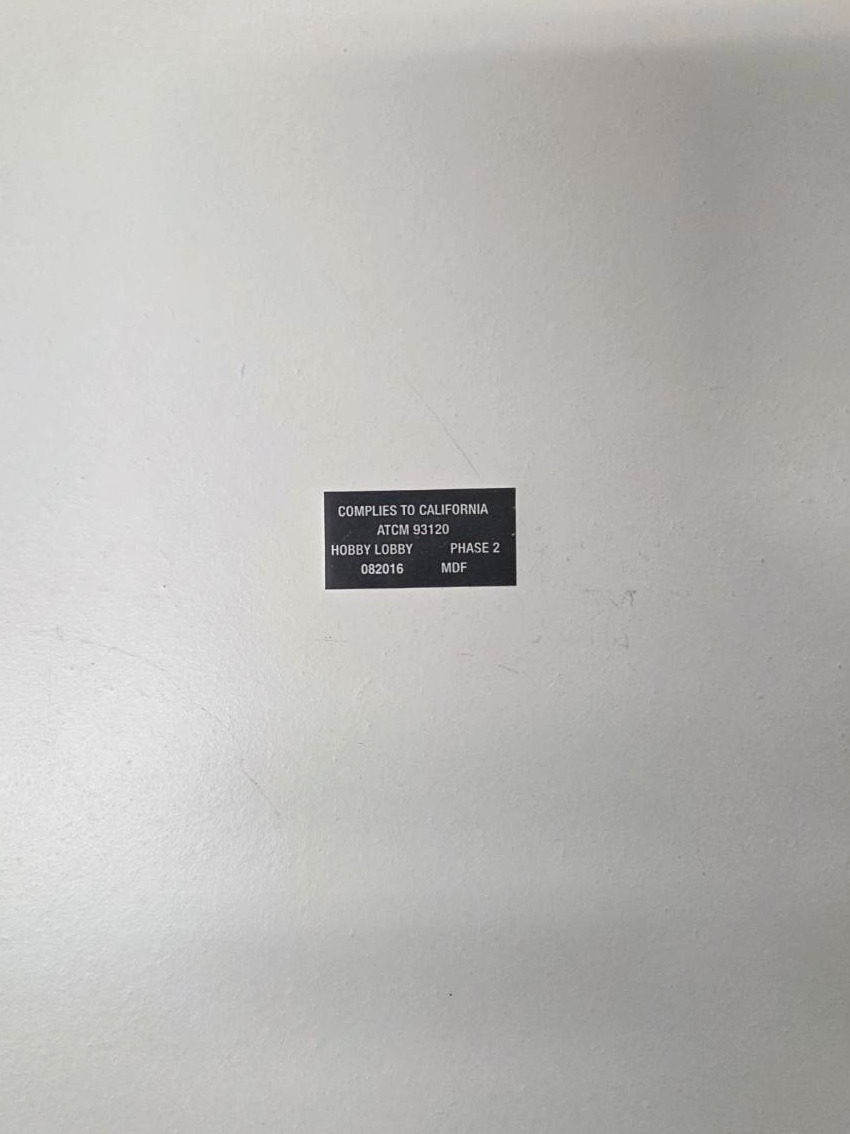 COMPLIES TO CALIFORNIA
ATCM 93120
HOBBY LOBBY PHASE 2
082016 MDF